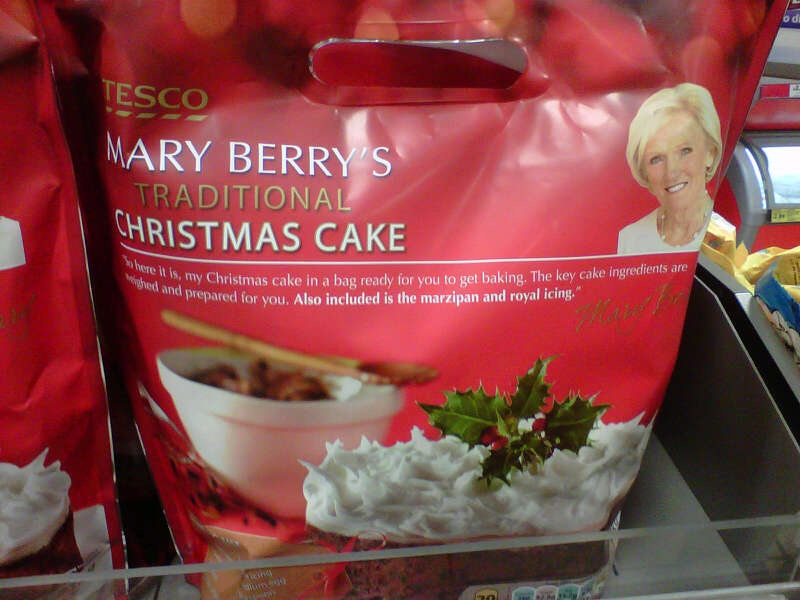 TESCO
MARY BERRY'S
TRADITIONAL
CHRISTMAS CAKE
"So here it is, my Christmas cake in a bag ready for you to get baking. The key cake ingredients are
weighed and prepared for you. Also included is the marzipan and royal icing."
Mary